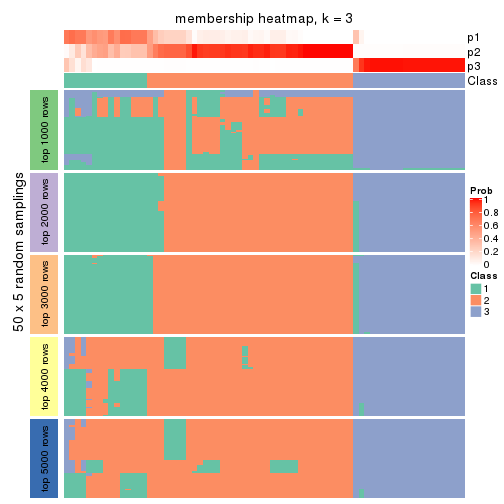 membership heatmap, k = 3
p1
p2
p3
Class
50 x 5 random samplings
top 1000 rows
top 2000 rows
top 3000 rows
top 4000 rows
top 5000 rows
Prob
1
0.8
0.6
0.4
0.2
0
Class
1
2
3